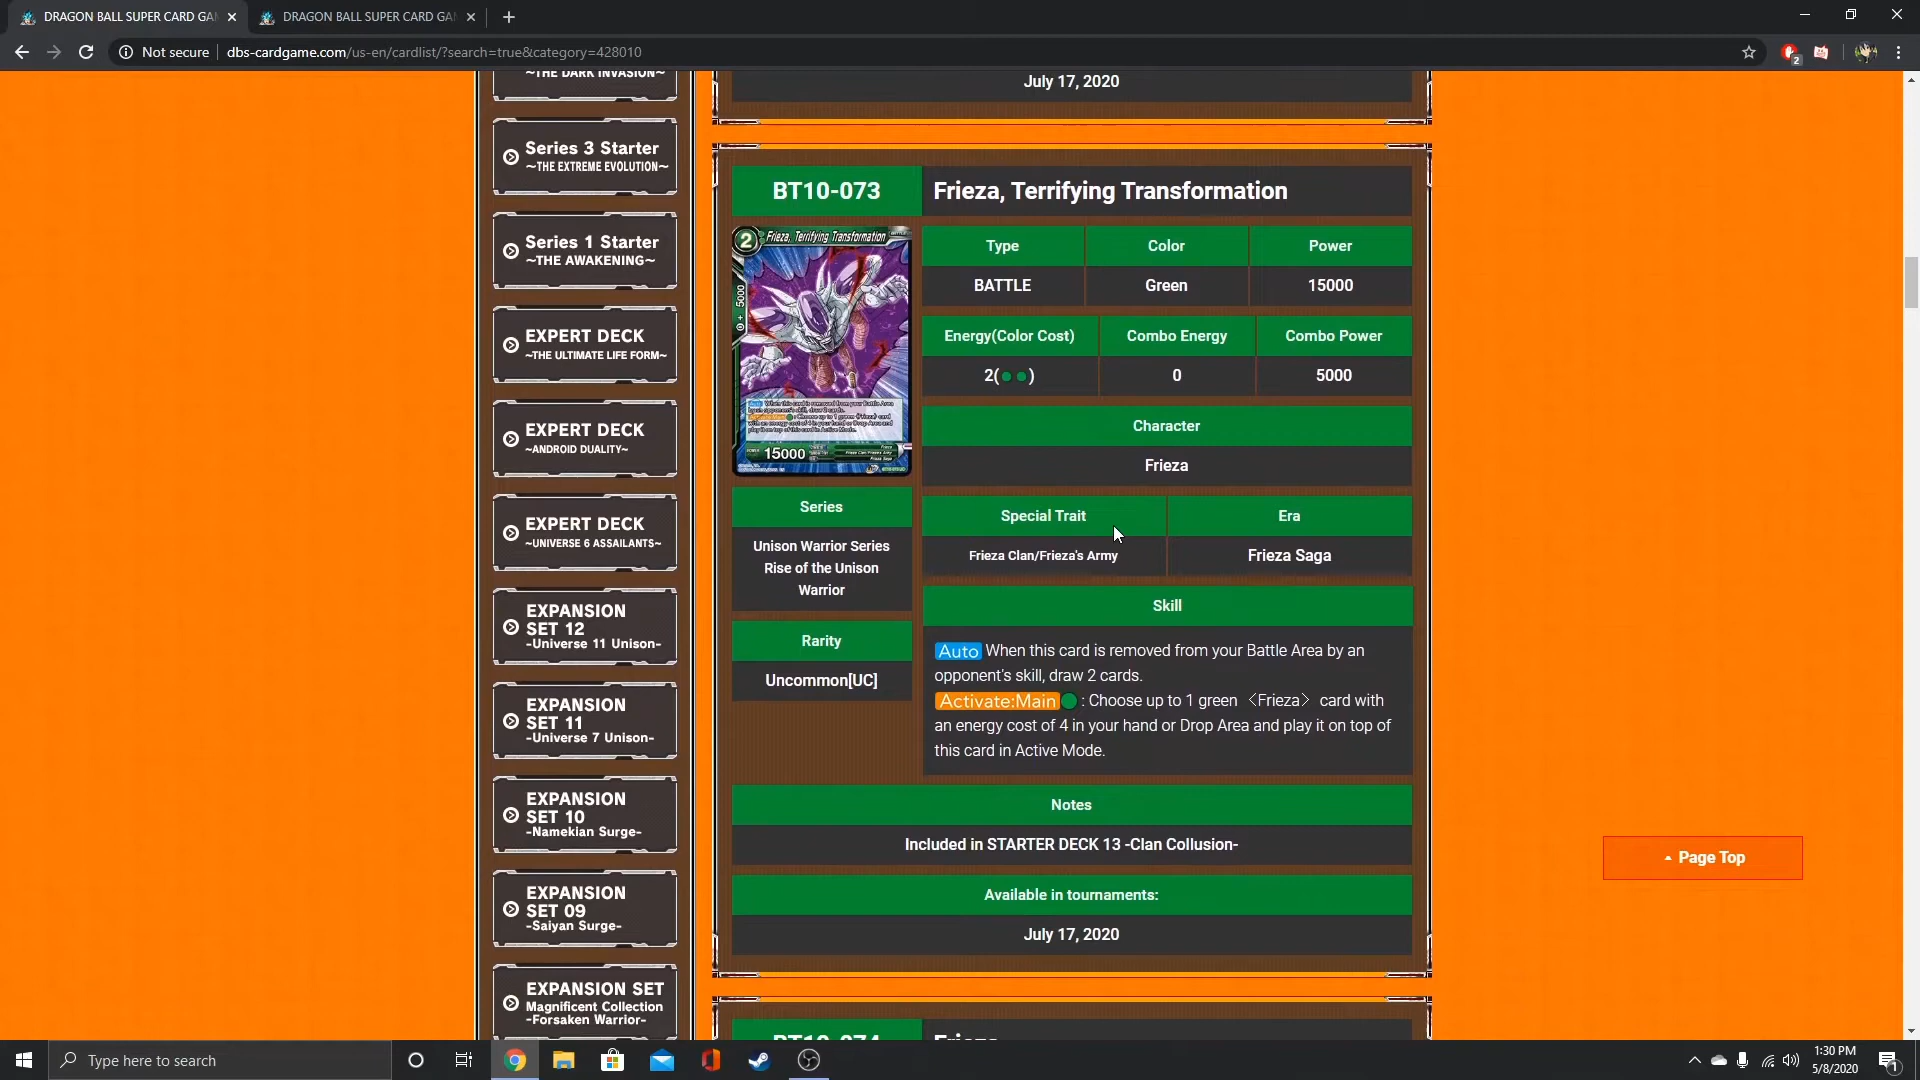 DRAGON BALL SUPER CARD GA
DRAGON BALL SUPER CARD GA
Not secure
dbs-cardgame.com/us-en/cardlist/?search=true&category=428010
2
~THE DARK INVASION~
Series 3 Starter
~THE EXTREME EVOLUTION~
Series 1 Starter
~THE AWAKENING~
EXPERT DECK
~THE ULTIMATE LIFE FORM~
EXPERT DECK
~ANDROID DUALITY~
EXPERT DECK
~UNIVERSE 6 ASSAILANTS~
EXPANSION
SET 12
-Universe 11 Unison-
EXPANSION
SET 11
-Universe 7 Unison-
EXPANSION
SET 10
-Namekian Surge-
EXPANSION
SET 09
-Saiyan Surge-
EXPANSION SET
Magnificent Collection
-Forsaken Warrior-
July 17, 2020
BT10-073
Frieza, Terrifying Transformation
2
Frieza, Terrifying Transformation
5000
15000
Type
Color
Power
BATTLE
Green
15000
Energy(Color Cost)
Combo Energy
Combo Power
2(●●)
0
5000
Character
Frieza
Series
Unison Warrior Series
Rise of the Unison
Warrior
Special Trait
Era
Frieza Clan/Frieza's Army
Frieza Saga
Rarity
Uncommon[UC]
Skill
Auto When this card is removed from your Battle Area by an
opponent's skill, draw 2 cards.
Activate:Main ● : Choose up to 1 green 〈Frieza〉 card with
an energy cost of 4 in your hand or Drop Area and play it on top of
this card in Active Mode.
Notes
Included in STARTER DECK 13 -Clan Collusion-
Available in tournaments:
July 17, 2020
Page Top
Type here to search
1:30 PM
5/8/2020
1